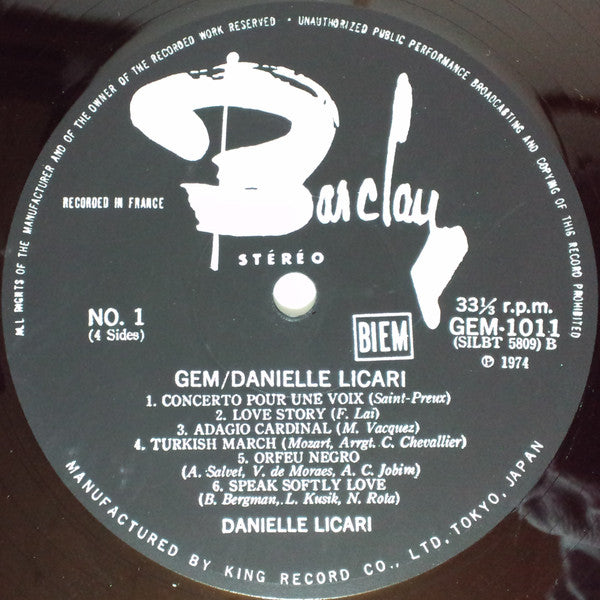 ALL RIGHTS OF THE MANUFACTURER AND OF THE OWNER OF THE RECORDED WORK RESERVED • UNAUTHORIZED PUBLIC PERFORMANCE BROADCASTING AND COPYING OF THIS RECORD PROHIBITED
Barclay
RECORDED IN FRANCE
STÉRÉO
NO. 1
(4 Sides)
BIEM
33⅓ r.p.m.
GEM-1011
(SILBT 5809) B
℗ 1974
GEM/DANIELLE LICARI
1. CONCERTO POUR UNE VOIX (Saint-Preux)
2. LOVE STORY (F. Lai)
3. ADAGIO CARDINAL (M. Vacquez)
4. TURKISH MARCH (Mozart, Arrgt. C. Chevallier)
5. ORFEU NEGRO
(A. Salvet, V. de Moraes, A. C. Jobim)
6. SPEAK SOFTLY LOVE
(B. Bergman, L. Kusik, N. Rota)
DANIELLE LICARI
MANUFACTURED BY KING RECORD CO., LTD. TOKYO, JAPAN